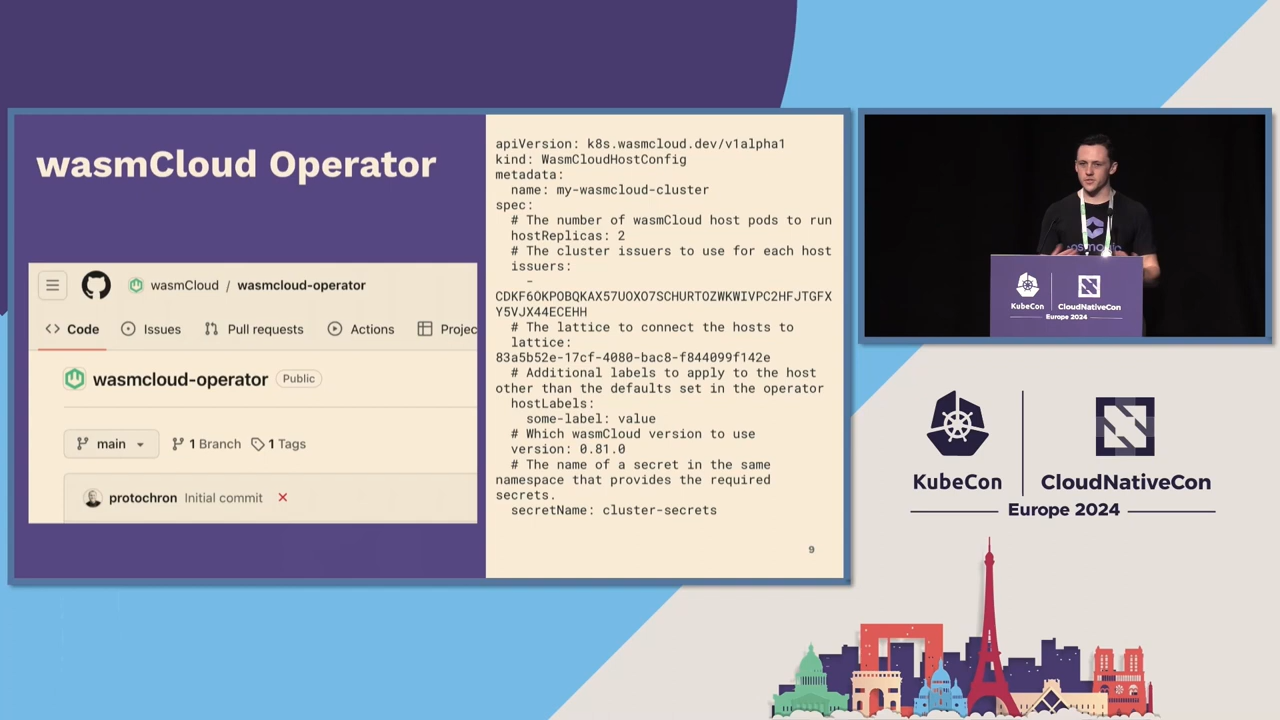 wasmCloud Operator
wasmCloud / wasmcloud-operator
Code Issues Pull requests Actions Projec
wasmcloud-operator Public
main 1 Branch 1 Tags
protochron Initial commit
apiVersion: k8s.wasmcloud.dev/v1alpha1
kind: WasmCloudHostConfig
metadata:
name: my-wasmcloud-cluster
spec:
# The number of wasmCloud host pods to run
hostReplicas: 2
# The cluster issuers to use for each host
issuers:
-
CDKF6OKPOBQKAX57UOXO7SCHURTOZWKWIVPC2HFJTGFX
Y5VJX44ECEHH
# The lattice to connect the hosts to
lattice:
83a5b52e-17cf-4080-bac8-f844099f142e
# Additional labels to apply to the host
other than the defaults set in the operator
hostLabels:
some-label: value
# Which wasmCloud version to use
version: 0.81.0
# The name of a secret in the same
namespace that provides the required
secrets.
secretName: cluster-secrets
9
KubeCon CloudNativeCon
Europe 2024
KubeCon CloudNativeCon
Europe 2024